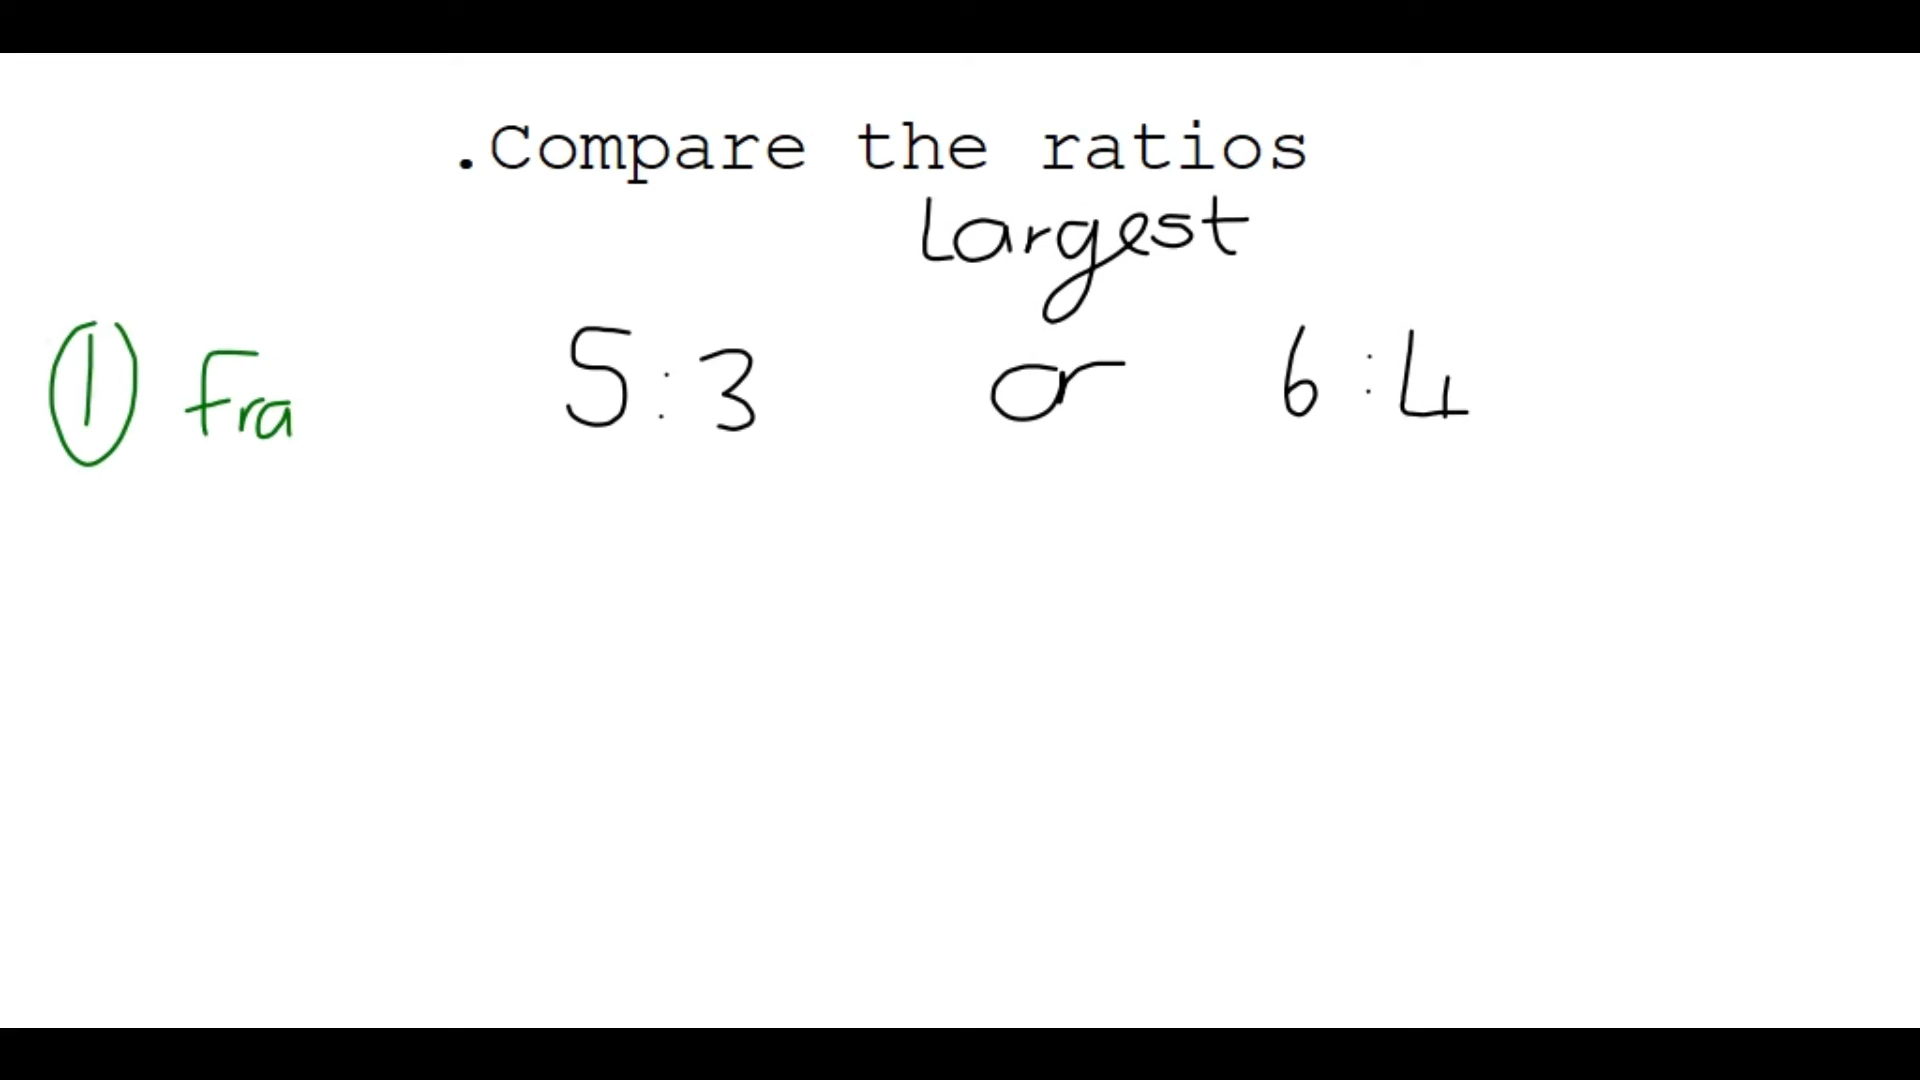 .Compare the ratios
Largest
① Fra 5:3 or 6:4